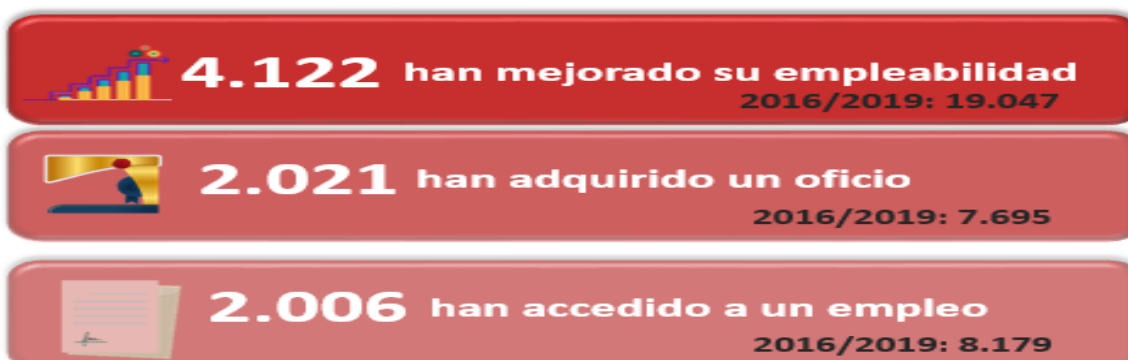 4.122 han mejorado su empleabilidad
2016/2019: 19.047
2.021 han adquirido un oficio
2016/2019: 7.695
2.006 han accedido a un empleo
2016/2019: 8.179